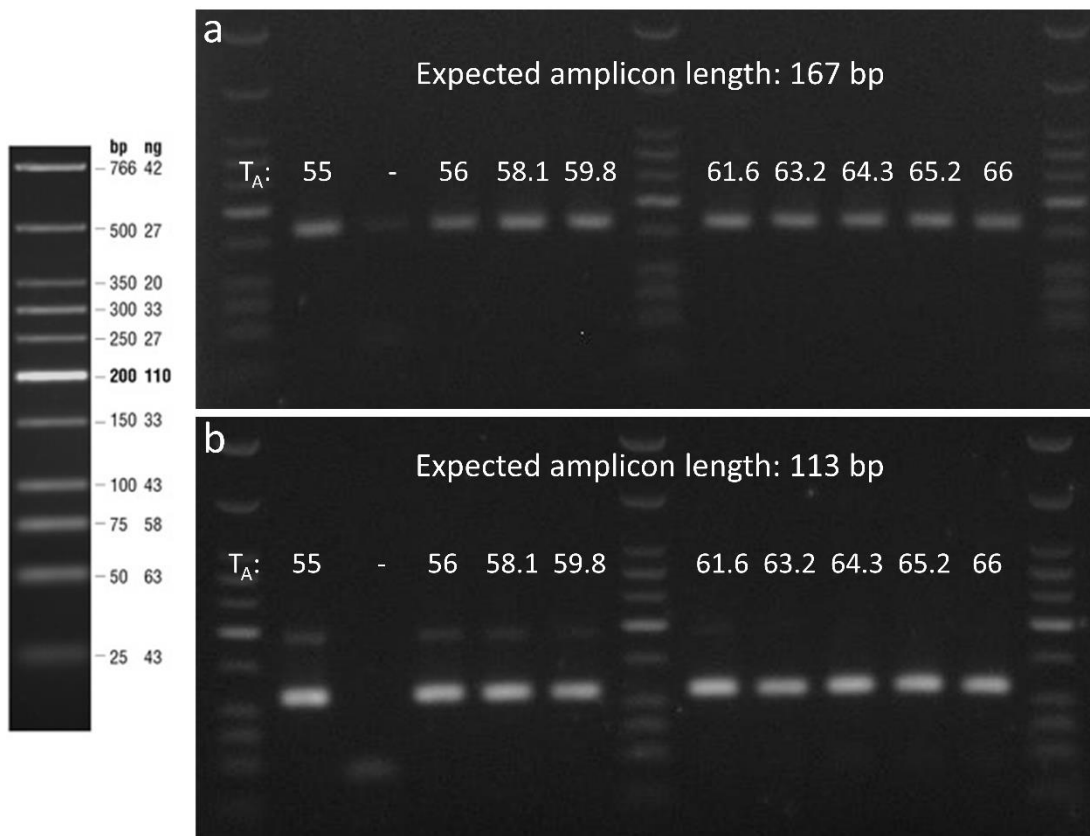 bp ng
766 42
500 27
350 20
300 33
250 27
200 110
150 33
100 43
75 58
50 63
25 43
a
Expected amplicon length: 167 bp
TA: 55 - 56 58.1 59.8 61.6 63.2 64.3 65.2 66
b
Expected amplicon length: 113 bp
TA: 55 - 56 58.1 59.8 61.6 63.2 64.3 65.2 66